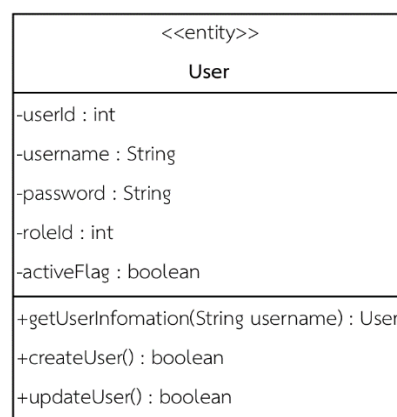 <<entity>>
User
-userId : int
-username : String
-password : String
-roleId : int
-activeFlag : boolean
+getUserInfomation(String username) : User
+createUser() : boolean
+updateUser() : boolean